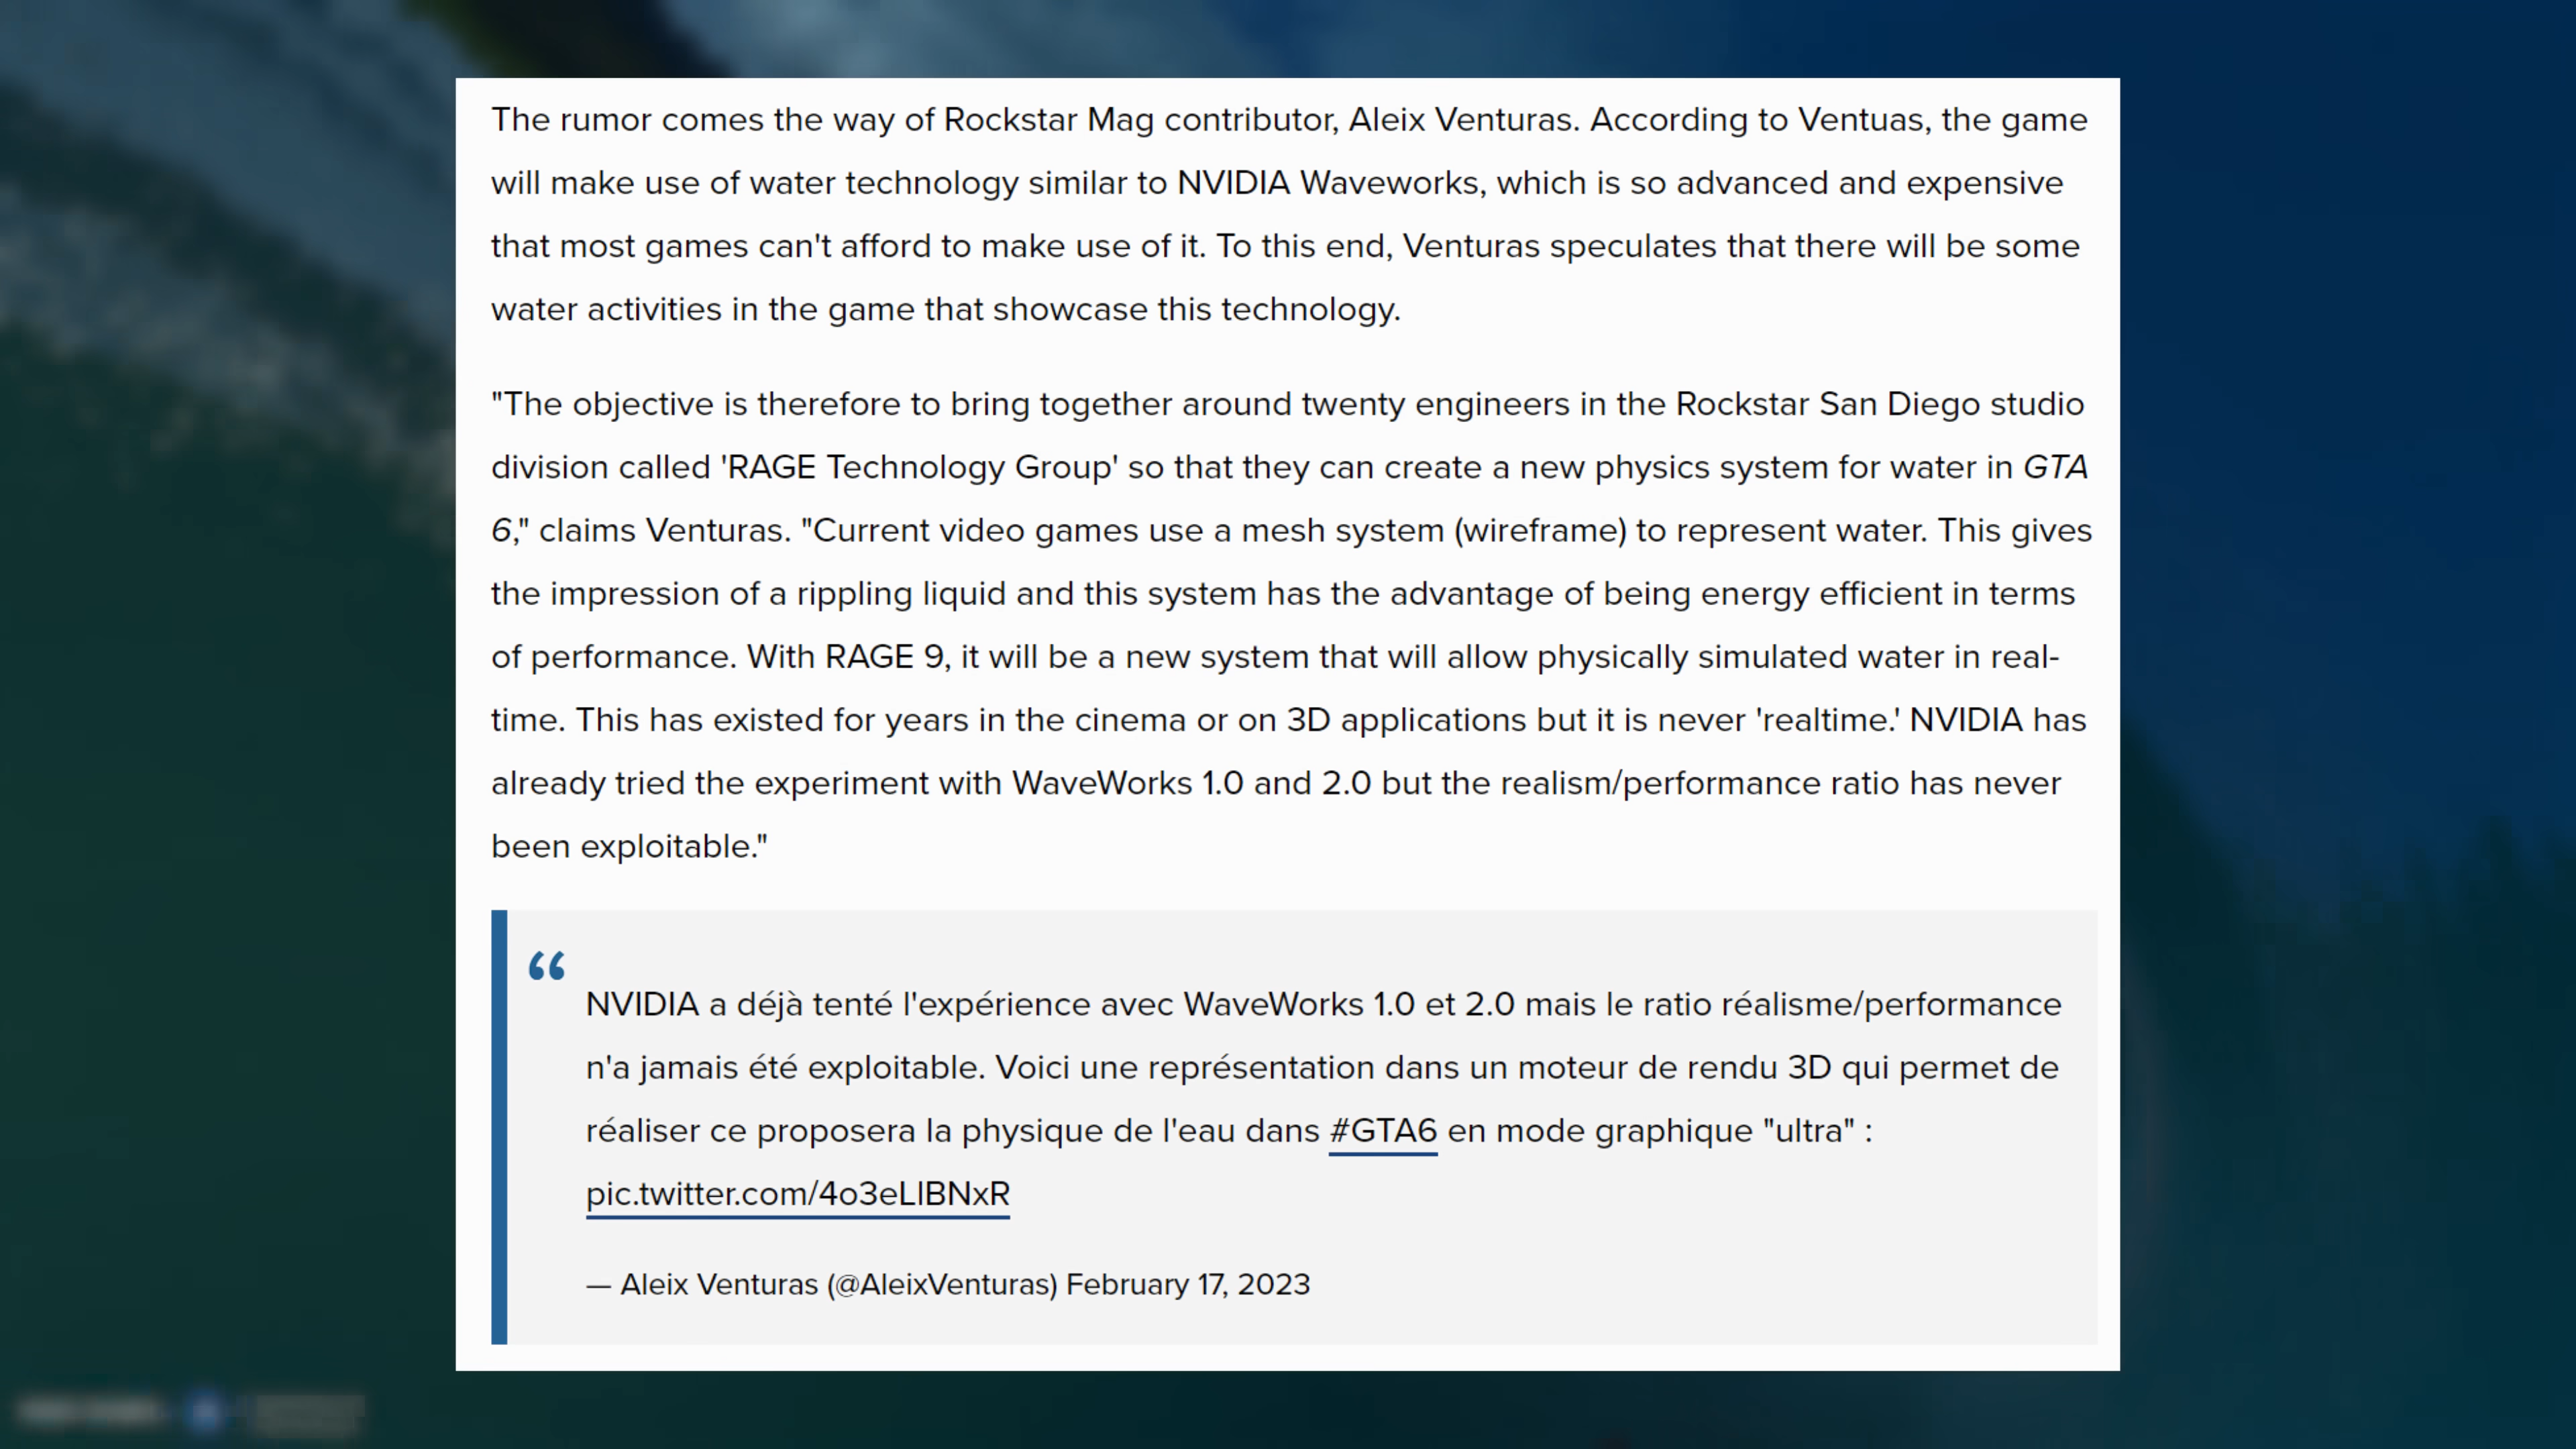 The rumor comes the way of Rockstar Mag contributor, Aleix Venturas. According to Ventuas, the game
will make use of water technology similar to NVIDIA Waveworks, which is so advanced and expensive
that most games can't afford to make use of it. To this end, Venturas speculates that there will be some
water activities in the game that showcase this technology.
"The objective is therefore to bring together around twenty engineers in the Rockstar San Diego studio
division called 'RAGE Technology Group' so that they can create a new physics system for water in GTA
6," claims Venturas. "Current video games use a mesh system (wireframe) to represent water. This gives
the impression of a rippling liquid and this system has the advantage of being energy efficient in terms
of performance. With RAGE 9, it will be a new system that will allow physically simulated water in real-
time. This has existed for years in the cinema or on 3D applications but it is never 'realtime.' NVIDIA has
already tried the experiment with WaveWorks 1.0 and 2.0 but the realism/performance ratio has never
been exploitable."
“
NVIDIA a déjà tenté l'expérience avec WaveWorks 1.0 et 2.0 mais le ratio réalisme/performance
n'a jamais été exploitable. Voici une représentation dans un moteur de rendu 3D qui permet de
réaliser ce proposera la physique de l'eau dans #GTA6 en mode graphique "ultra" :
pic.twitter.com/4o3eLlBNxR
— Aleix Venturas (@AleixVenturas) February 17, 2023